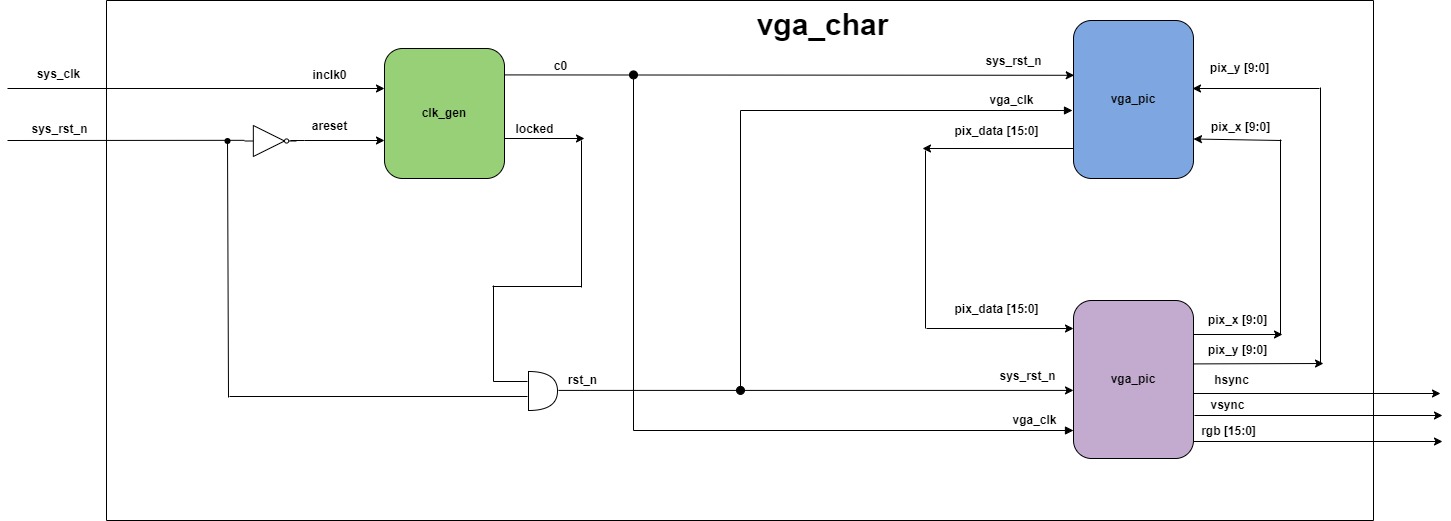 vga_char
sys_clk
inclk0
c0
sys_rst_n
pix_y [9:0]
vga_clk
vga_pic
clk_gen
sys_rst_n
areset
locked
pix_data [15:0]
pix_x [9:0]
pix_data [15:0]
pix_x [9:0]
pix_y [9:0]
rst_n
sys_rst_n
vga_pic
hsync
vsync
vga_clk
rgb [15:0]